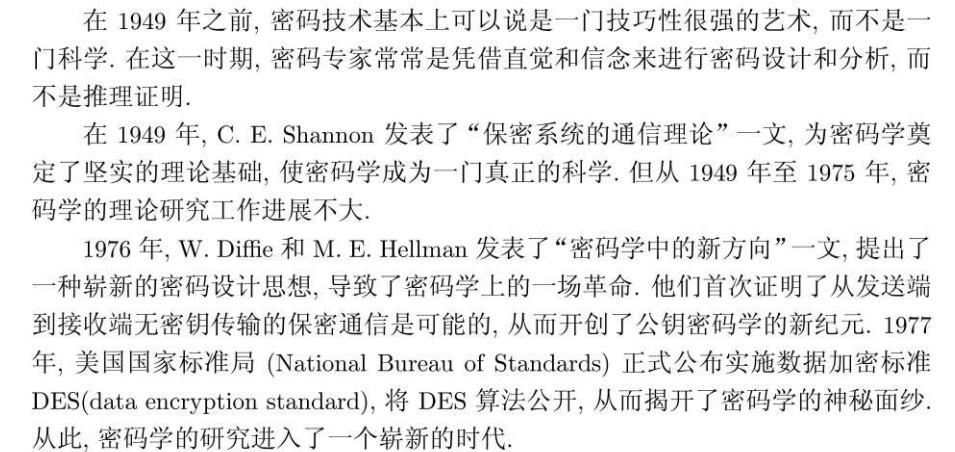 在 1949 年之前, 密码技术基本上可以说是一门技巧性很强的艺术, 而不是一
门科学. 在这一时期, 密码专家常常是凭借直觉和信念来进行密码设计和分析, 而
不是推理证明.
在 1949 年, C. E. Shannon 发表了“保密系统的通信理论”一文, 为密码学奠
定了坚实的理论基础, 使密码学成为一门真正的科学. 但从 1949 年至 1975 年, 密
码学的理论研究工作进展不大.
1976 年, W. Diffie 和 M. E. Hellman 发表了“密码学中的新方向”一文, 提出了
一种崭新的密码设计思想, 导致了密码学上的一场革命. 他们首次证明了从发送端
到接收端无密钥传输的保密通信是可能的, 从而开创了公钥密码学的新纪元. 1977
年, 美国国家标准局 (National Bureau of Standards) 正式公布实施数据加密标准
DES(data encryption standard), 将 DES 算法公开, 从而揭开了密码学的神秘面纱.
从此, 密码学的研究进入了一个崭新的时代.